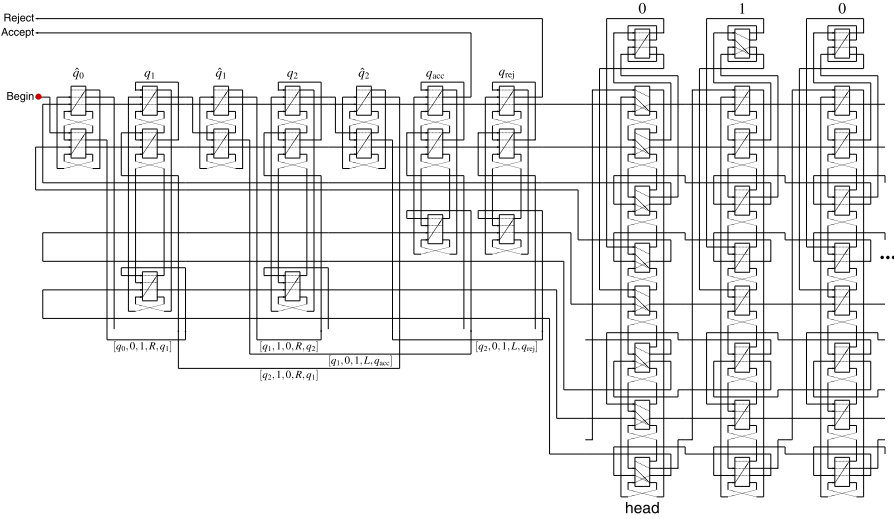 0 1 0
Reject
Accept
q̂0 q1 q̂1 q2 q̂2 qacc qrej
Begin
...
[q0, 0, 1, R, q1] [q1, 1, 0, R, q2] [q2, 0, 1, L, qrej]
[q1, 0, 1, L, qacc]
[q2, 1, 0, R, q1]
head